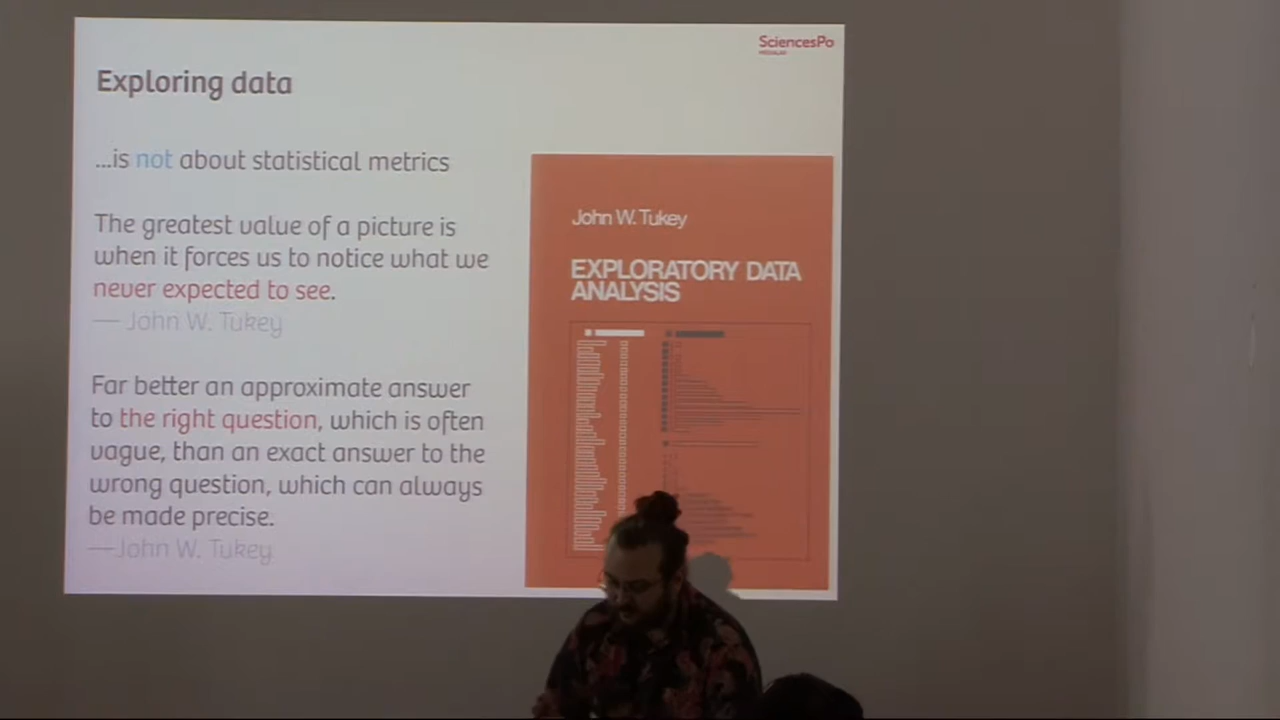 SciencesPo
MÉDIALAB
Exploring data
...is not about statistical metrics
The greatest value of a picture is
when it forces us to notice what we
never expected to see.
— John W. Tukey
Far better an approximate answer
to the right question, which is often
vague, than an exact answer to the
wrong question, which can always
be made precise.
—John W. Tukey
John W. Tukey
EXPLORATORY DATA
ANALYSIS